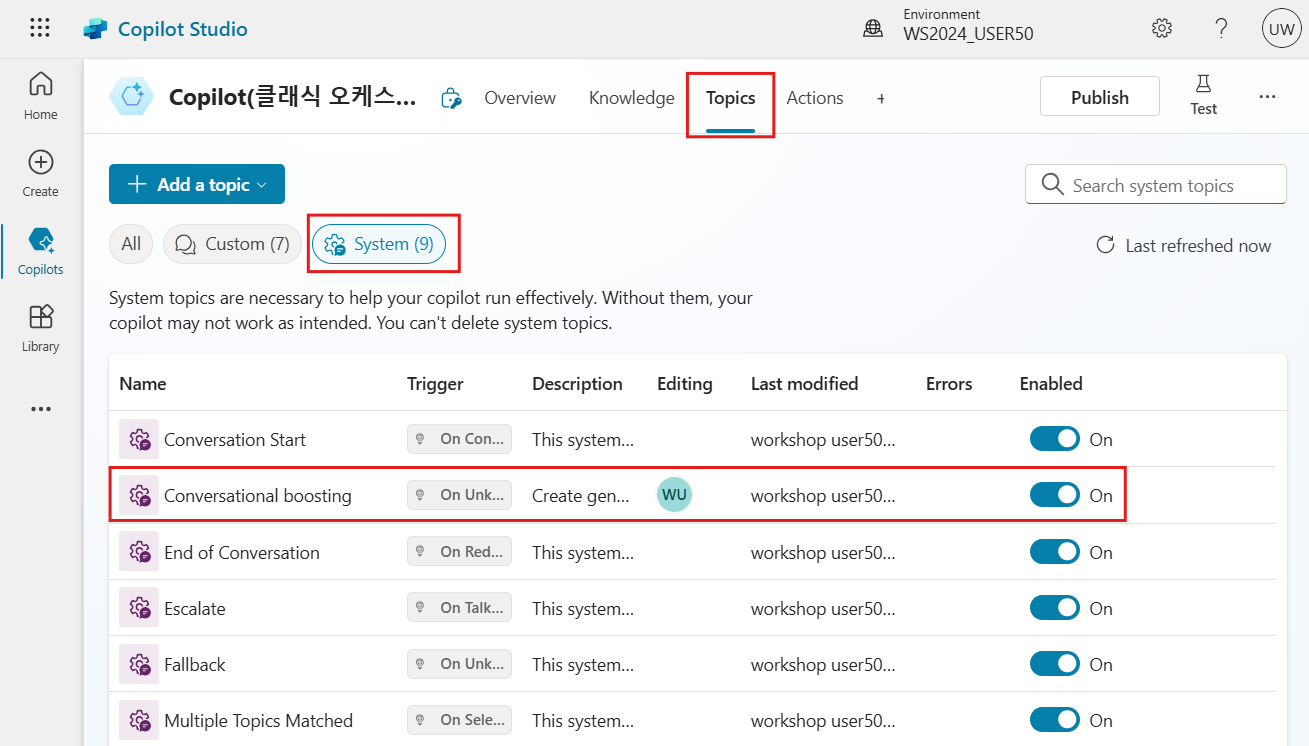 Copilot Studio
Environment
WS2024_USER50
UW
Home
Create
Copilots
Library
Copilot(클래식 오케스...
Overview
Knowledge
Topics
Actions
+
Publish
Test
Add a topic
Search system topics
All
Custom (7)
System (9)
Last refreshed now
System topics are necessary to help your copilot run effectively. Without them, your
copilot may not work as intended. You can't delete system topics.
Name Trigger Description Editing Last modified Errors Enabled
Conversation Start On Con... This system... workshop user50... On
Conversational boosting On Unk... Create gen... WU workshop user50... On
End of Conversation On Red... This system... workshop user50... On
Escalate On Talk... This system... workshop user50... On
Fallback On Unk... This system... workshop user50... On
Multiple Topics Matched On Sele... This system... workshop user50... On